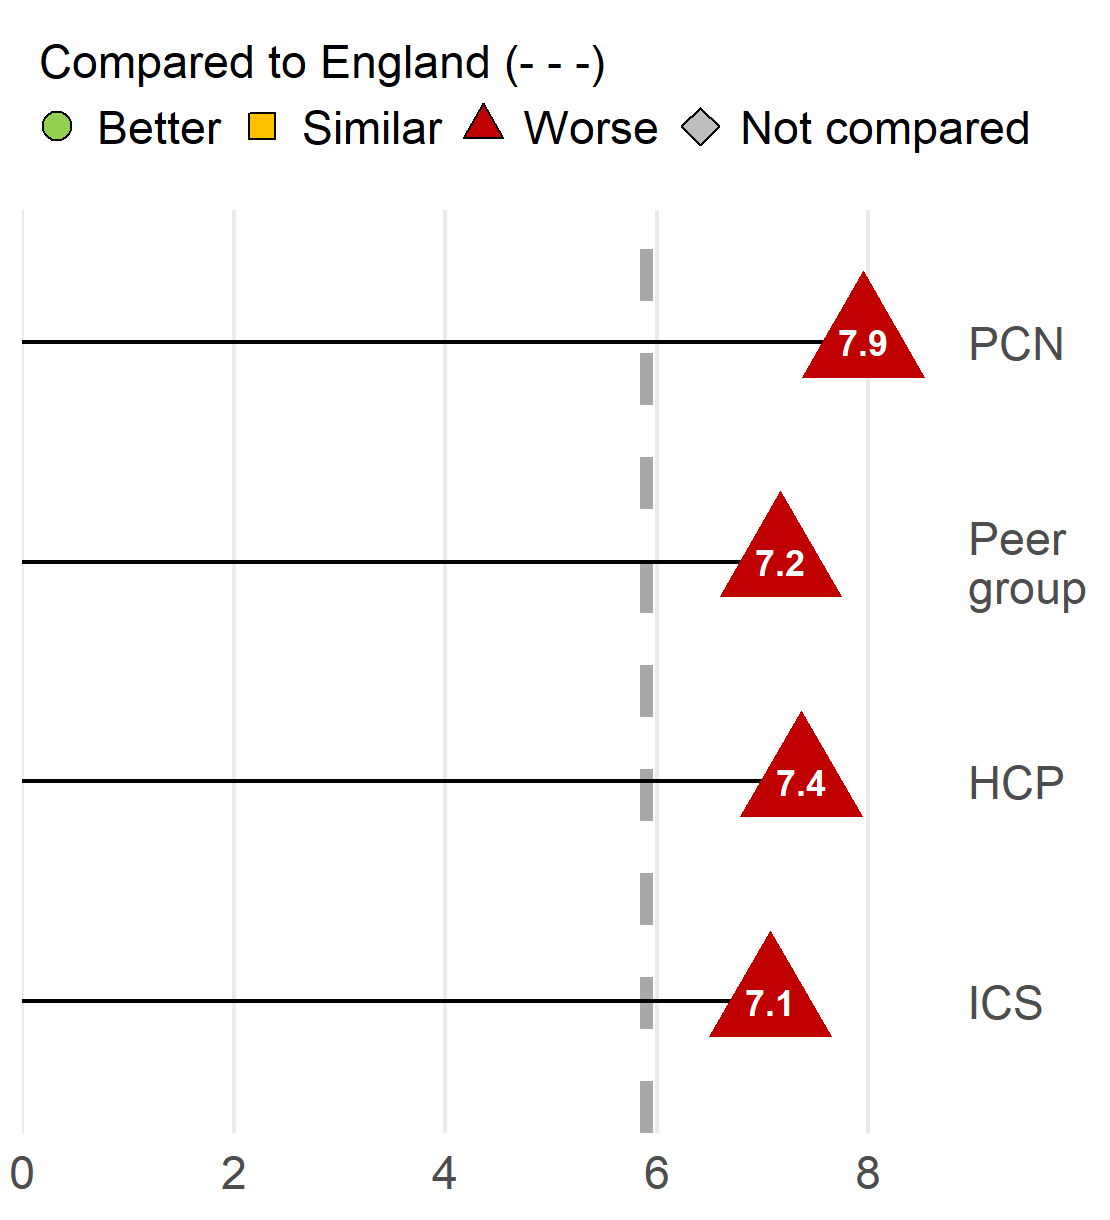 Compared to England (- - -)
Better Similar Worse Not compared
7.9 PCN
7.2 Peer
group
7.4 HCP
7.1 ICS
0 2 4 6 8